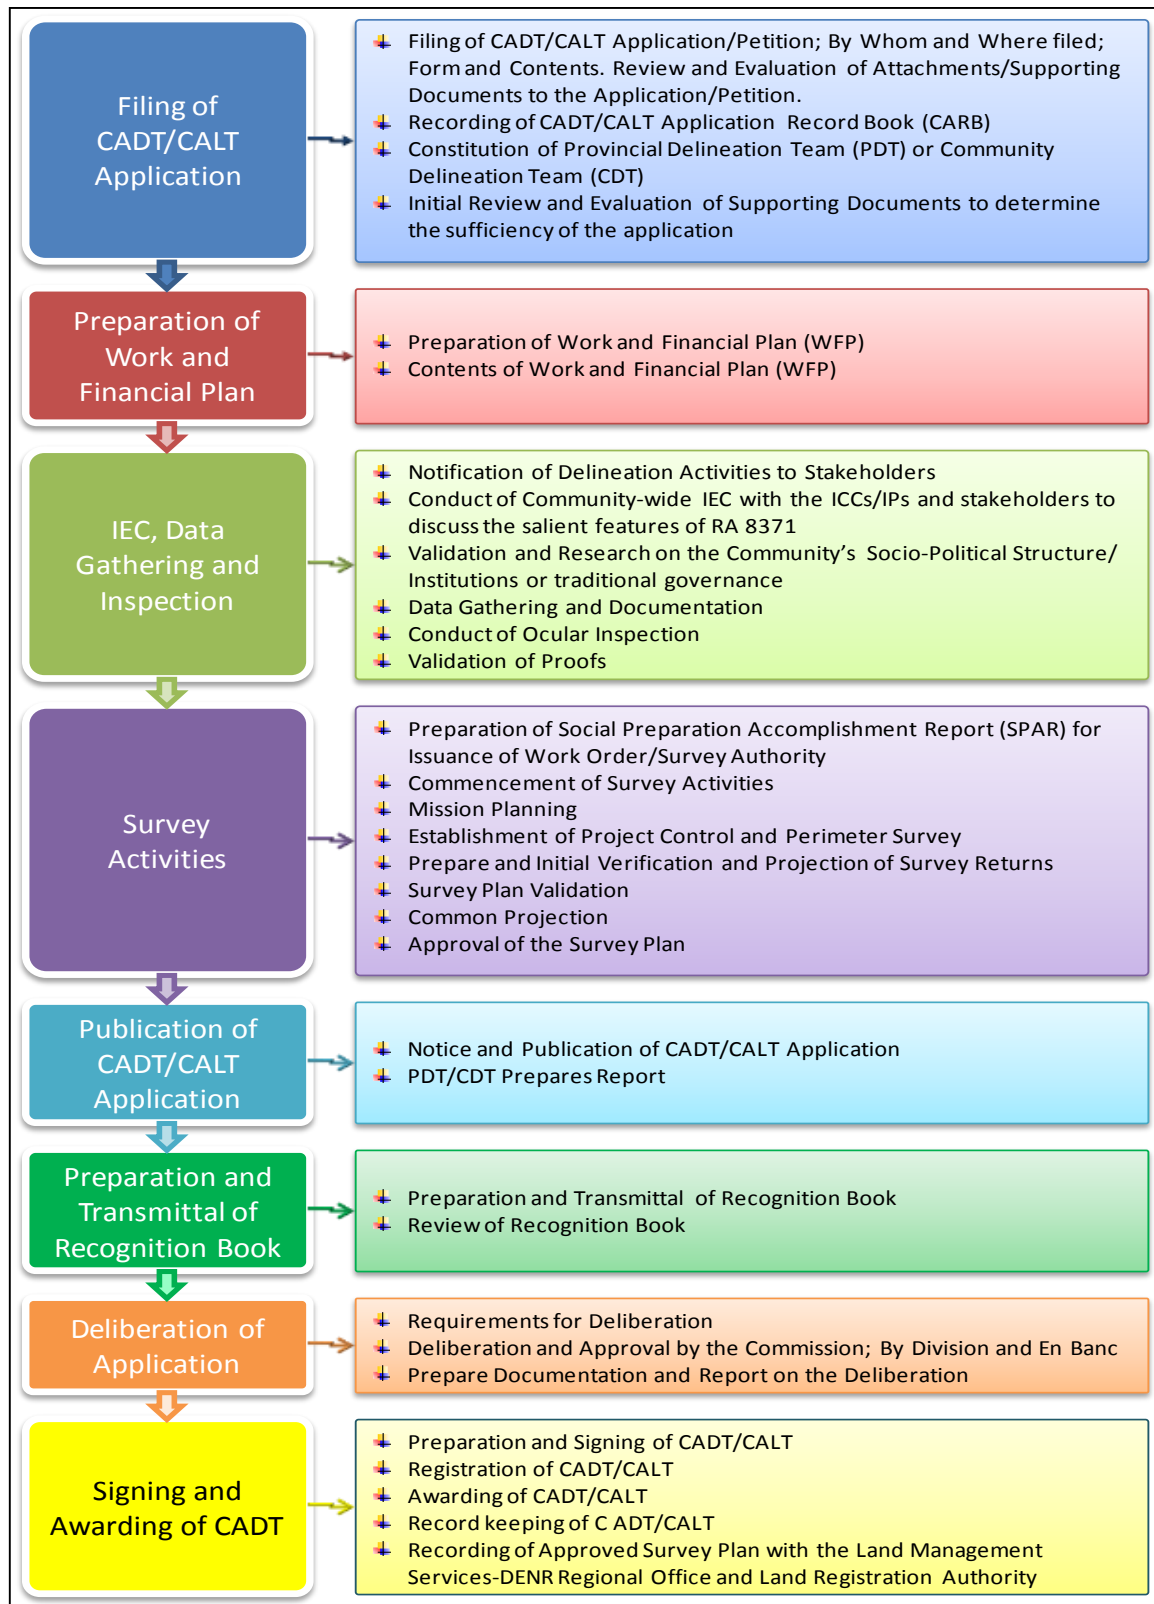 Filing of
CADT/CALT
Application
Filing of CADT/CALT Application/Petition; By Whom and Where filed;
Form and Contents. Review and Evaluation of Attachments/Supporting
Documents to the Application/Petition.
Recording of CADT/CALT Application Record Book (CARB)
Constitution of Provincial Delineation Team (PDT) or Community
Delineation Team (CDT)
Initial Review and Evaluation of Supporting Documents to determine
the sufficiency of the application
Preparation of
Work and
Financial Plan
Preparation of Work and Financial Plan (WFP)
Contents of Work and Financial Plan (WFP)
IEC, Data
Gathering and
Inspection
Notification of Delineation Activities to Stakeholders
Conduct of Community-wide IEC with the ICCs/IPs and stakeholders to
discuss the salient features of RA 8371
Validation and Research on the Community's Socio-Political Structure/
Institutions or traditional governance
Data Gathering and Documentation
Conduct of Ocular Inspection
Validation of Proofs
Survey
Activities
Preparation of Social Preparation Accomplishment Report (SPAR) for
Issuance of Work Order/Survey Authority
Commencement of Survey Activities
Mission Planning
Establishment of Project Control and Perimeter Survey
Prepare and Initial Verification and Projection of Survey Returns
Survey Plan Validation
Common Projection
Approval of the Survey Plan
Publication of
CADT/CALT
Application
Notice and Publication of CADT/CALT Application
PDT/CDT Prepares Report
Preparation and
Transmittal of
Recognition Book
Preparation and Transmittal of Recognition Book
Review of Recognition Book
Deliberation of
Application
Requirements for Deliberation
Deliberation and Approval by the Commission; By Division and En Banc
Prepare Documentation and Report on the Deliberation
Signing and
Awarding of CADT
Preparation and Signing of CADT/CALT
Registration of CADT/CALT
Awarding of CADT/CALT
Record keeping of C ADT/CALT
Recording of Approved Survey Plan with the Land Management
Services-DENR Regional Office and Land Registration Authority